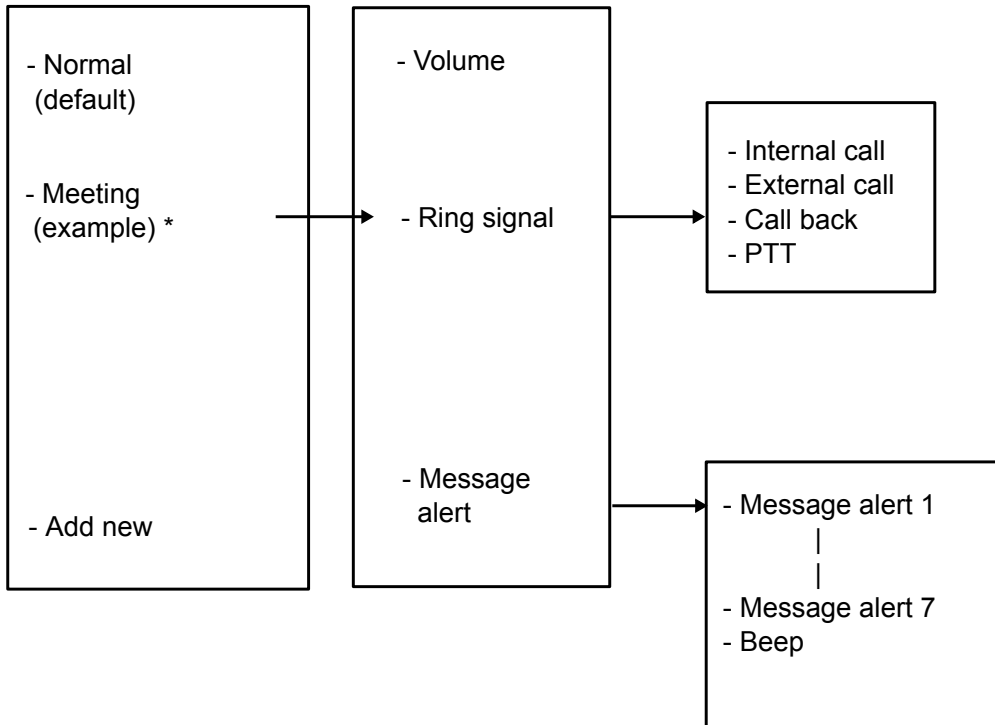 - Normal
(default)
- Meeting
(example) *
- Add new
- Volume
- Ring signal
- Message
alert
- Internal call
- External call
- Call back
- PTT
- Message alert 1
|
|
- Message alert 7
- Beep